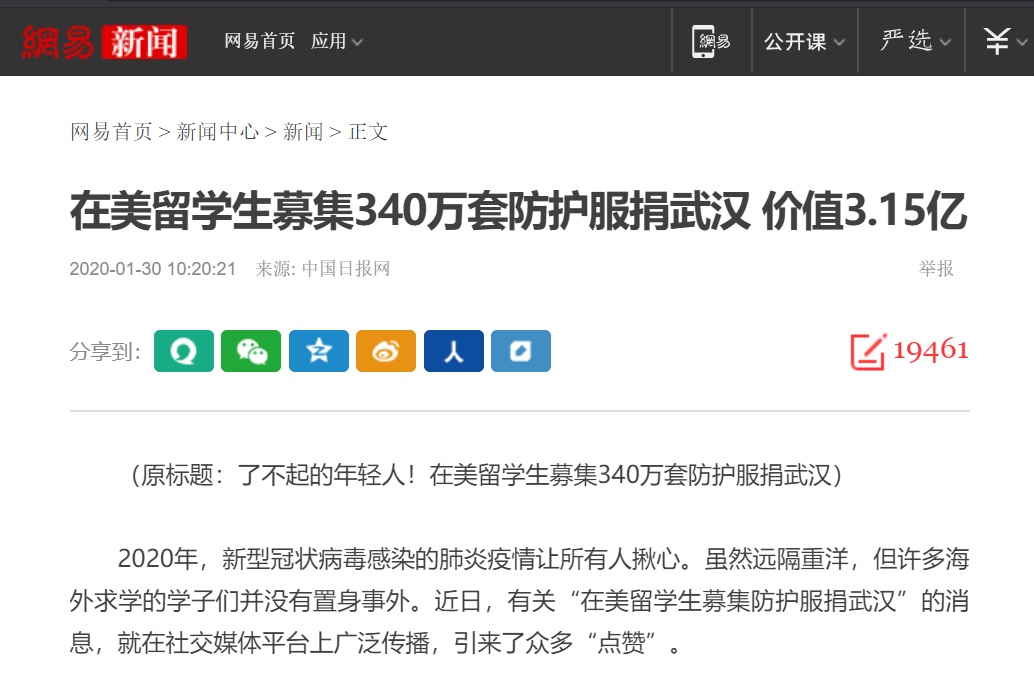 網易 新闻 网易首页 应用 網易 公开课 严选
网易首页 > 新闻中心 > 新闻 > 正文
在美留学生募集340万套防护服捐武汉 价值3.15亿
2020-01-30 10:20:21 来源: 中国日报网 举报
分享到: 人 19461
（原标题：了不起的年轻人！在美留学生募集340万套防护服捐武汉）
2020年，新型冠状病毒感染的肺炎疫情让所有人揪心。虽然远隔重洋，但许多海
外求学的学子们并没有置身事外。近日，有关“在美留学生募集防护服捐武汉”的消
息，就在社交媒体平台上广泛传播，引来了众多“点赞”。